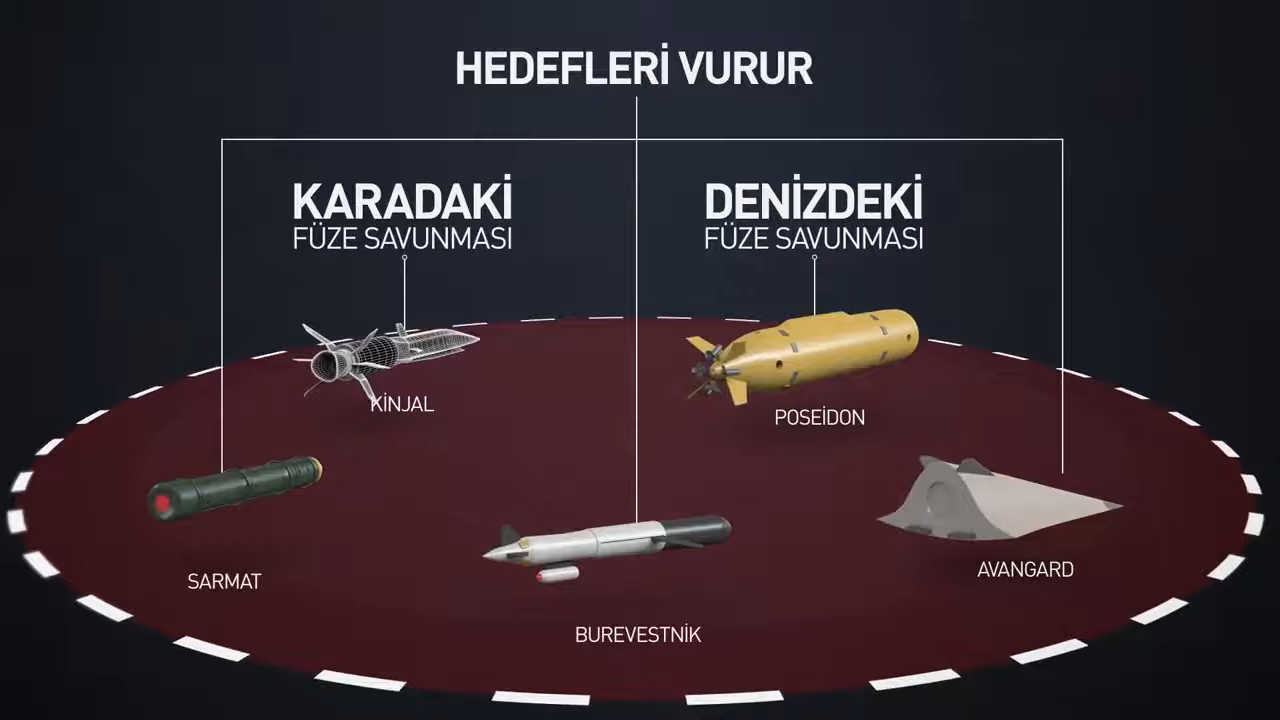 HEDEFLERİ VURUR
KARADAKİ
FÜZE SAVUNMASI
DENİZDEKİ
FÜZE SAVUNMASI
KİNJAL
POSEİDON
SARMAT
AVANGARD
BUREVESTNİK